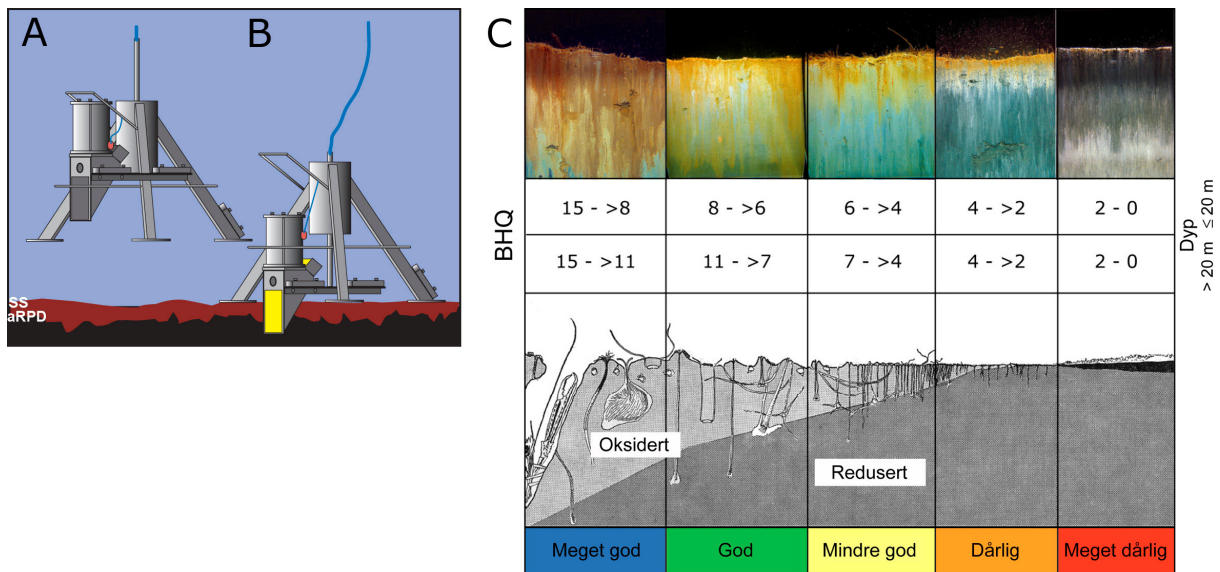 A
B
C
SS
aRPD
BHQ
15 - >8
8 - >6
6 - >4
4 - >2
2 - 0
15 - >11
11 - >7
7 - >4
4 - >2
2 - 0
Dyp
> 20 m ≤ 20 m
Oksidert
Redusert
Meget god
God
Mindre god
Dårlig
Meget dårlig